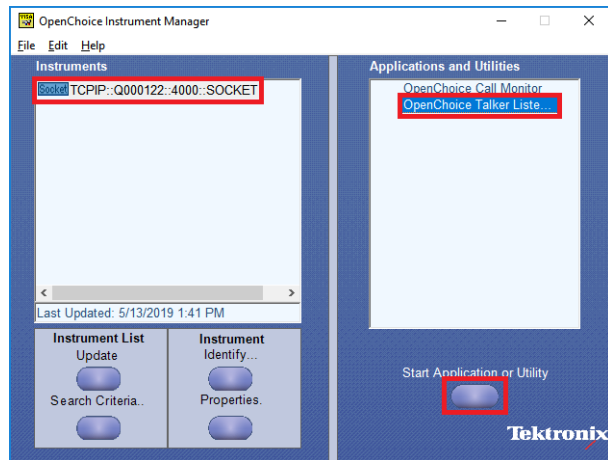 VISA OpenChoice Instrument Manager
File Edit Help
Instruments
Socket TCPIP::Q000122::4000::SOCKET
Last Updated: 5/13/2019 1:41 PM
Instrument List
Update
Search Criteria..
Instrument
Identify...
Properties.
Applications and Utilities
OpenChoice Call Monitor
OpenChoice Talker Liste...
Start Application or Utility
Tektronix